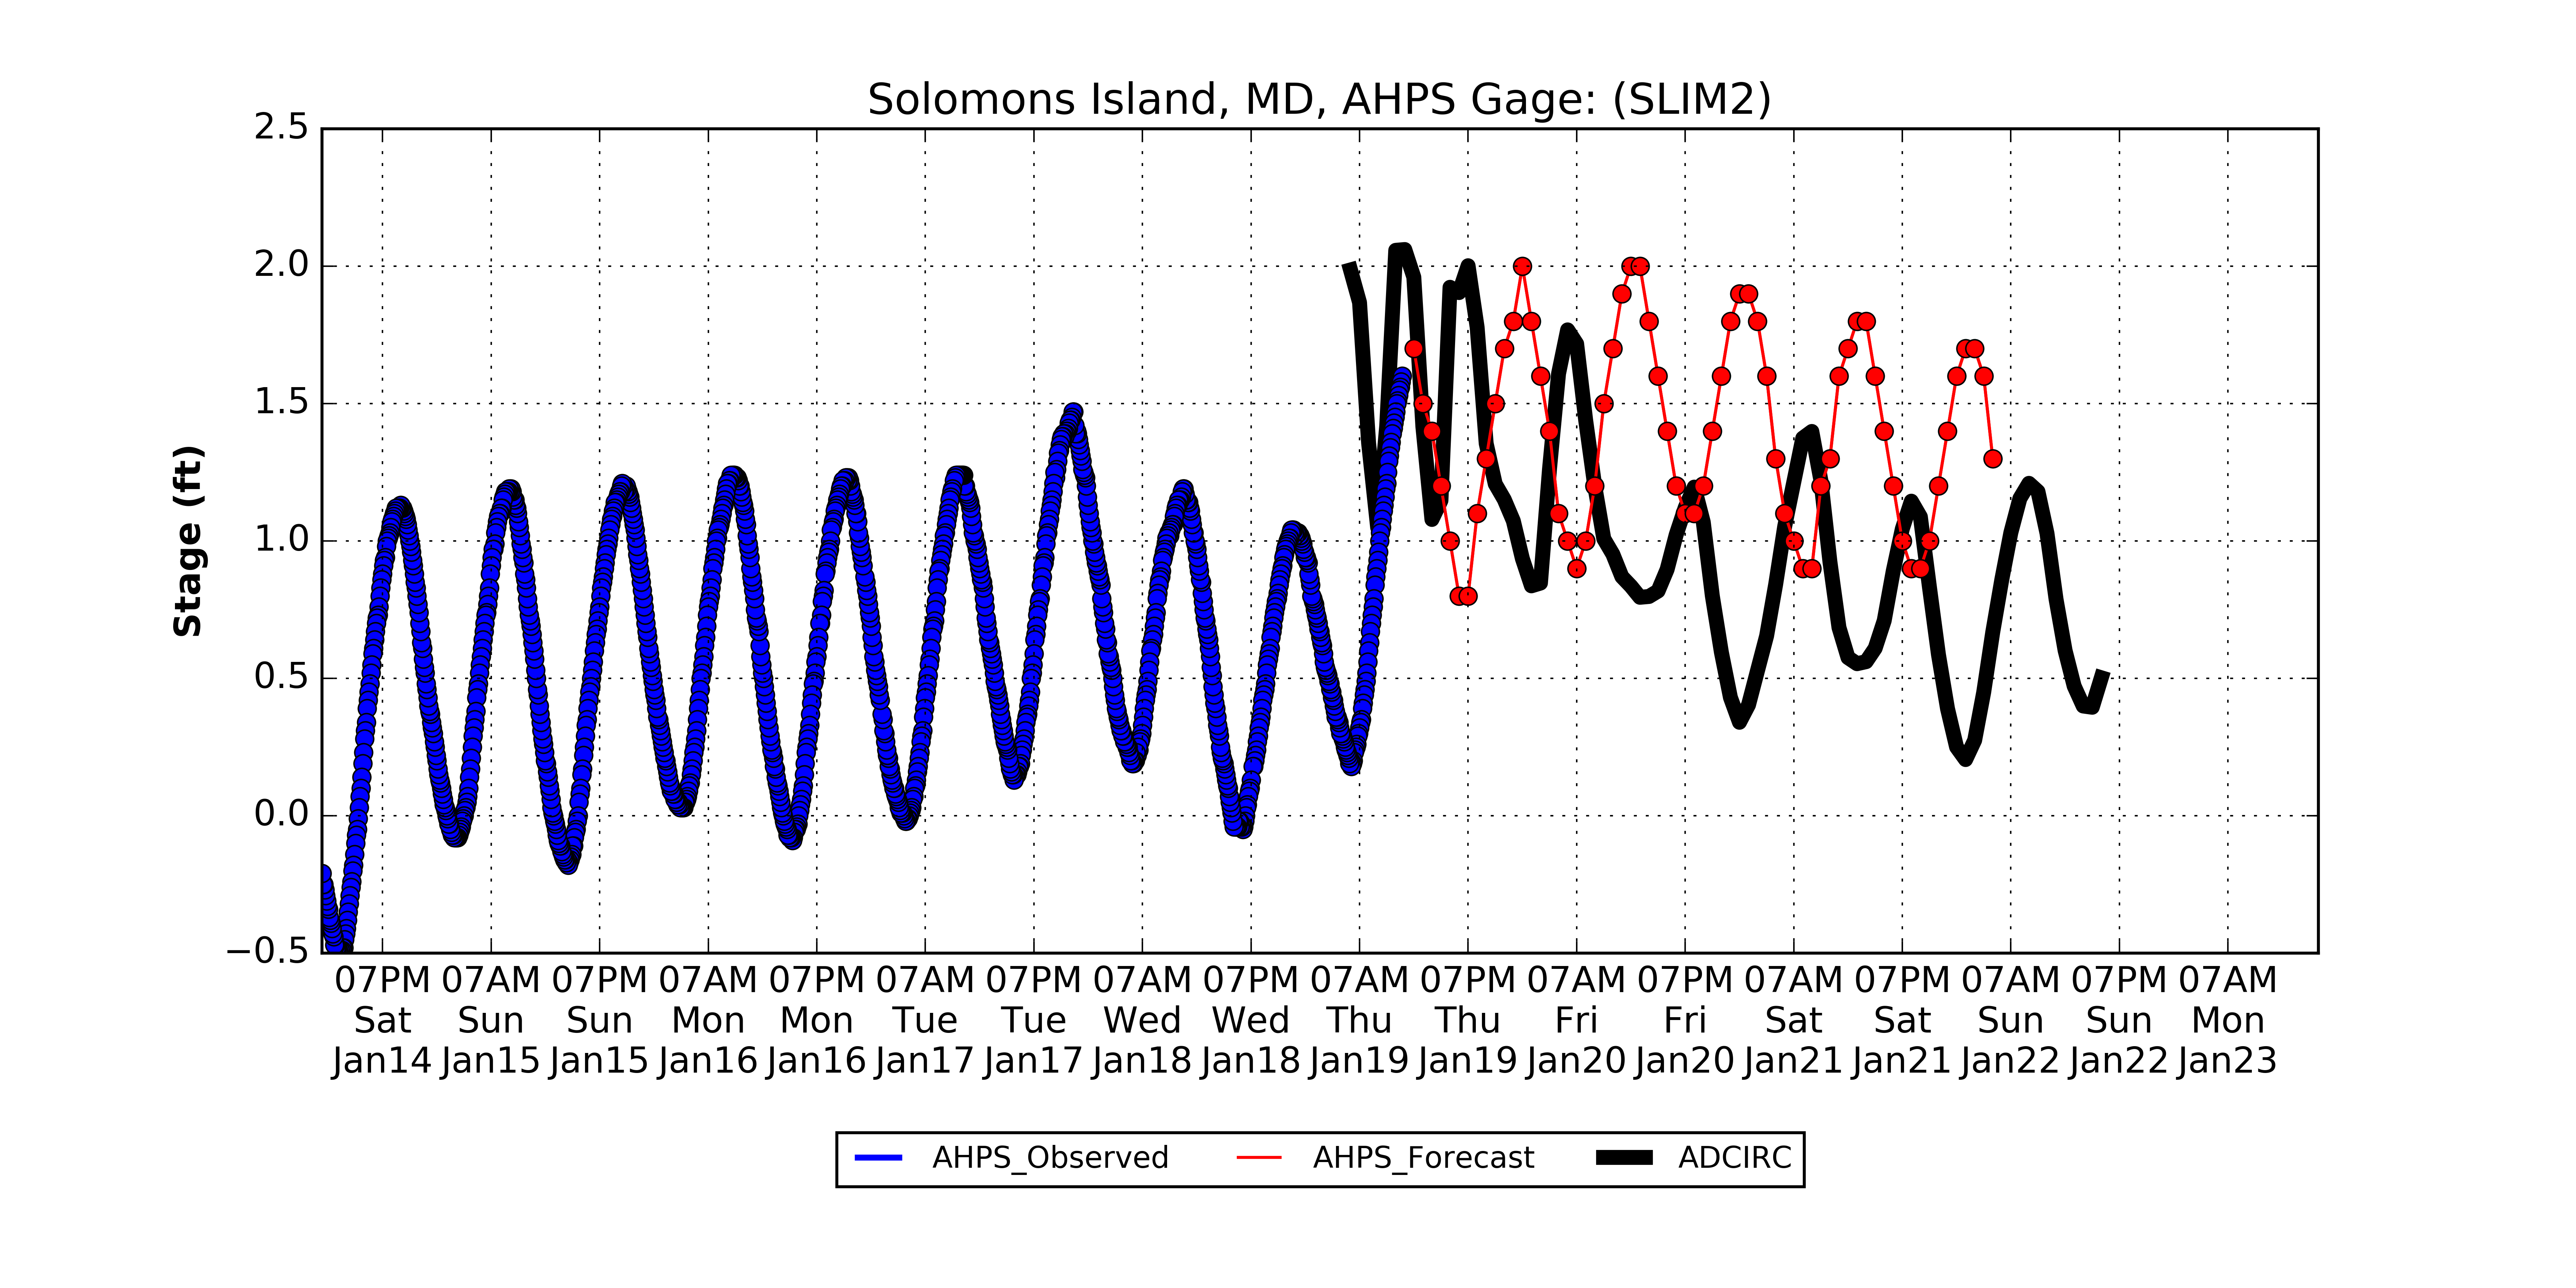 Solomons Island, MD, AHPS Gage: (SLIM2)
2.5
2.0
1.5
1.0
0.5
0.0
−0.5
Stage (ft)
07PM 07AM 07PM 07AM 07PM 07AM 07PM 07AM 07PM 07AM 07PM 07AM 07PM 07AM 07PM 07AM 07PM 07AM
Sat Sun Sun Mon Mon Tue Tue Wed Wed Thu Thu Fri Fri Sat Sat Sun Sun Mon
Jan14 Jan15 Jan15 Jan16 Jan16 Jan17 Jan17 Jan18 Jan18 Jan19 Jan19 Jan20 Jan20 Jan21 Jan21 Jan22 Jan22 Jan23
AHPS_Observed AHPS_Forecast ADCIRC